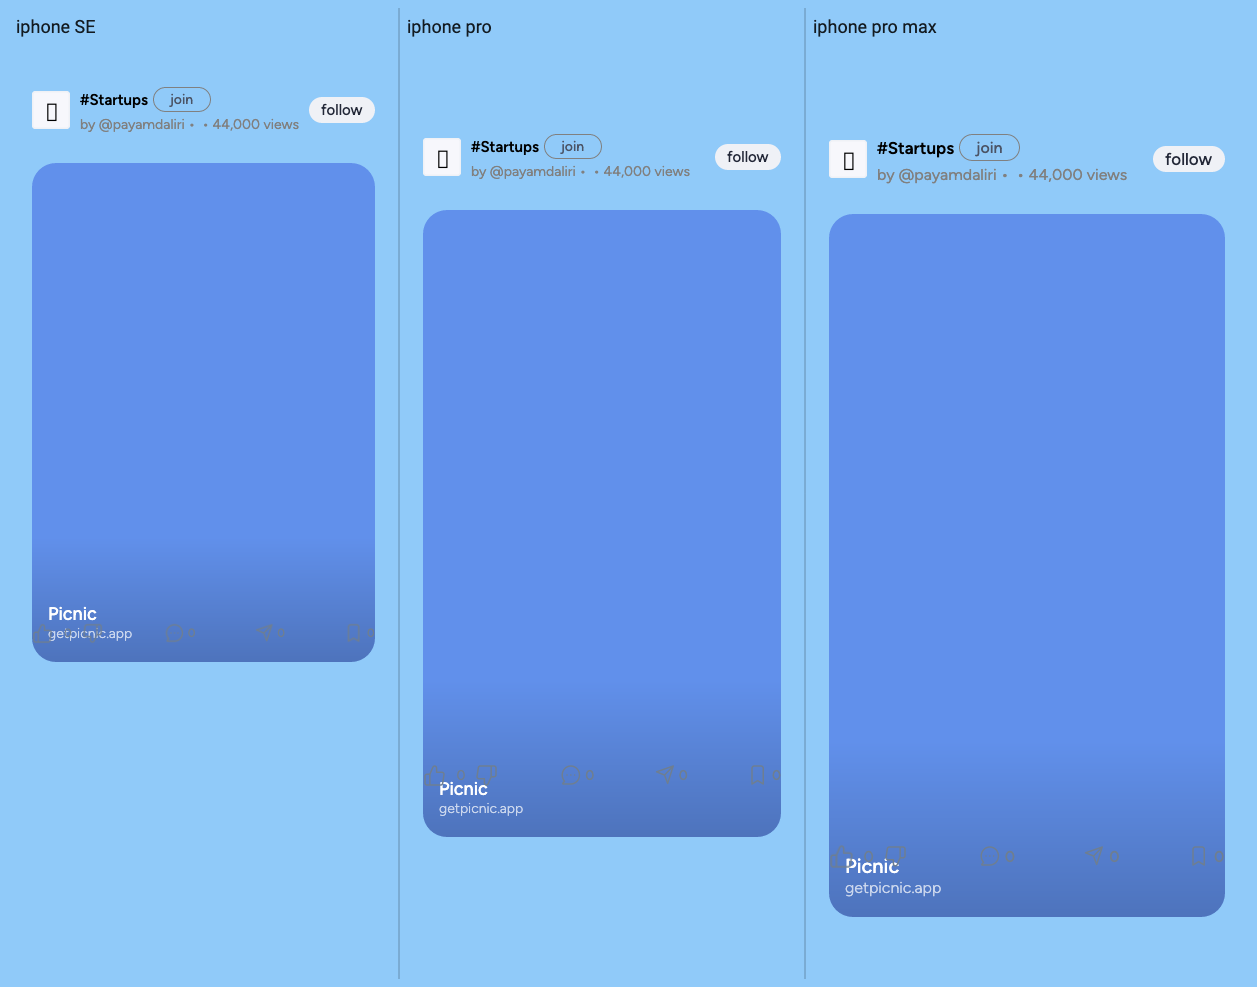 iphone SE
#Startups join
by @payamdaliri • • 44,000 views
follow
Picnic
getpicnic.app
iphone pro
#Startups join
by @payamdaliri • • 44,000 views
follow
Picnic
getpicnic.app
iphone pro max
#Startups join
by @payamdaliri • • 44,000 views
follow
Picnic
getpicnic.app